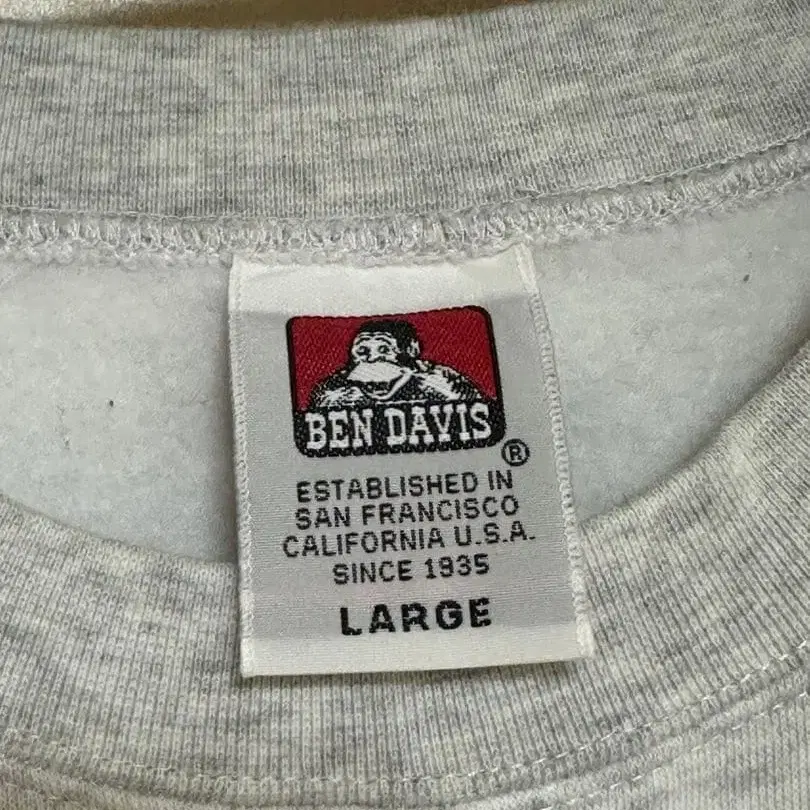 BEN DAVIS
®
ESTABLISHED IN
SAN FRANCISCO
CALIFORNIA U.S.A.
SINCE 1935
LARGE